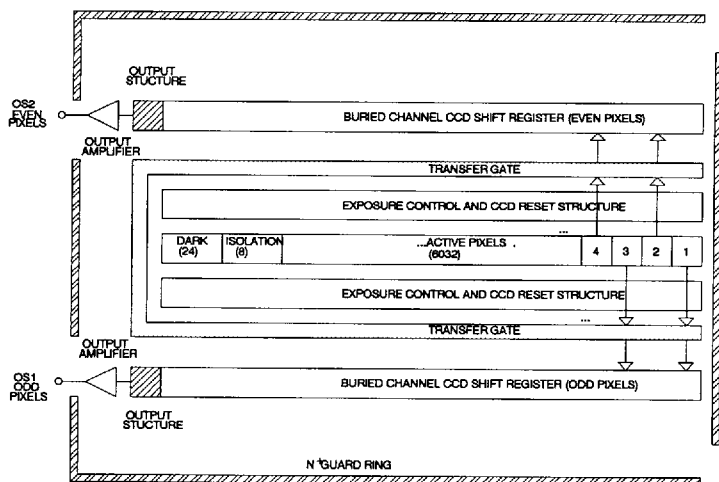 OUTPUT
STUCTURE
OS2
EVEN
PIXELS
OUTPUT
AMPLIFIER
BURIED CHANNEL CCD SHIFT REGISTER (EVEN PIXELS)
TRANSFER GATE
EXPOSURE CONTROL AND CCD RESET STRUCTURE
DARK
(24)
ISOLATION
(8)
...ACTIVE PIXELS .
(6032)
...
4
3
2
1
EXPOSURE CONTROL AND CCD RESET STRUCTURE
...
TRANSFER GATE
OUTPUT
AMPLIFIER
OS1
ODD
PIXELS
BURIED CHANNEL CCD SHIFT REGISTER (ODD PIXELS)
OUTPUT
STUCTURE
N+GUARD RING